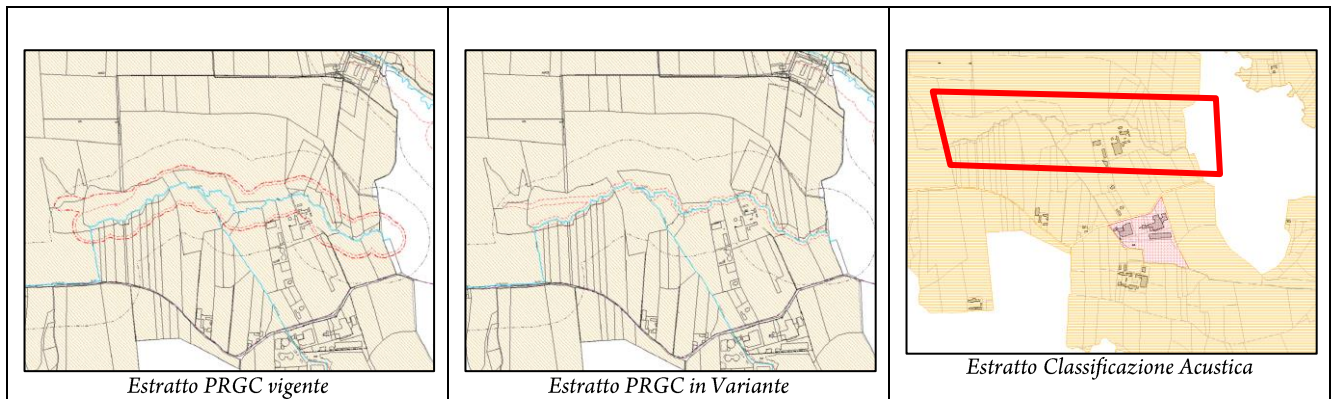 Estratto PRGC vigente
Estratto PRGC in Variante
Estratto Classificazione Acustica